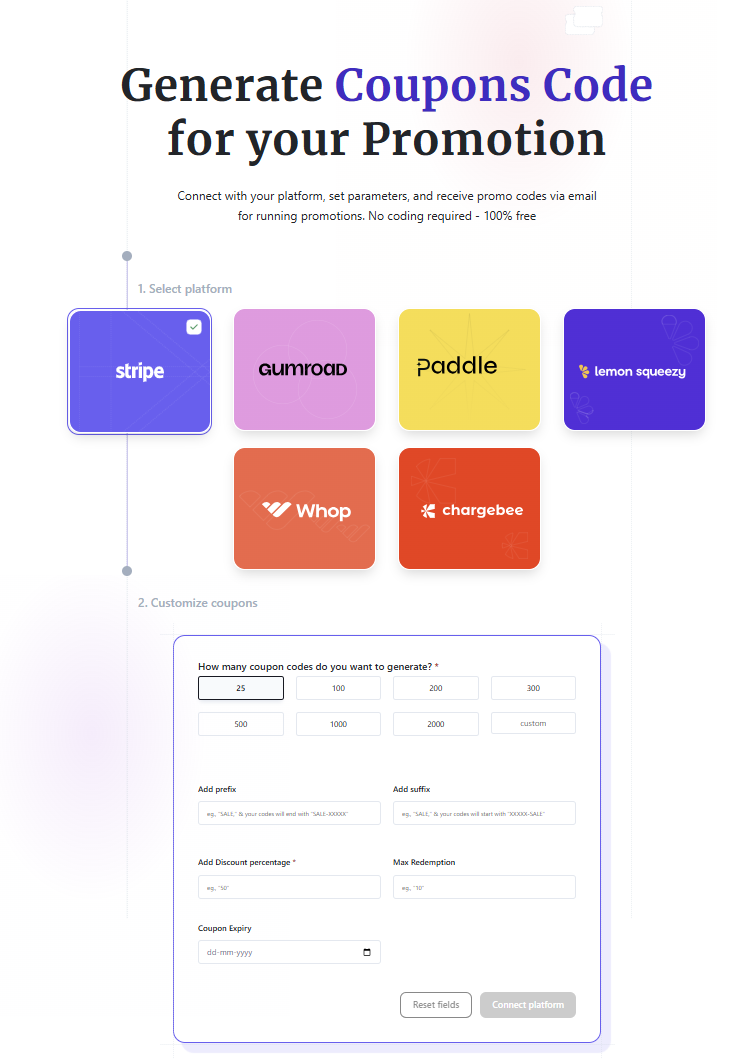 Generate Coupons Code
for your Promotion
Connect with your platform, set parameters, and receive promo codes via email
for running promotions. No coding required - 100% free
1. Select platform
stripe
GUMROAD
Paddle
lemon squeezy
Whop
chargebee
2. Customize coupons
How many coupon codes do you want to generate? *
25
100
200
300
500
1000
2000
custom
Add prefix
Add suffix
eg, "SALE," & your codes will end with "SALE-XXXXX"
eg, "SALE," & your codes will start with "XXXXX-SALE"
Add Discount percentage *
Max Redemption
eg, "50"
eg, "10"
Coupon Expiry
dd-mm-yyyy
Reset fields
Connect platform